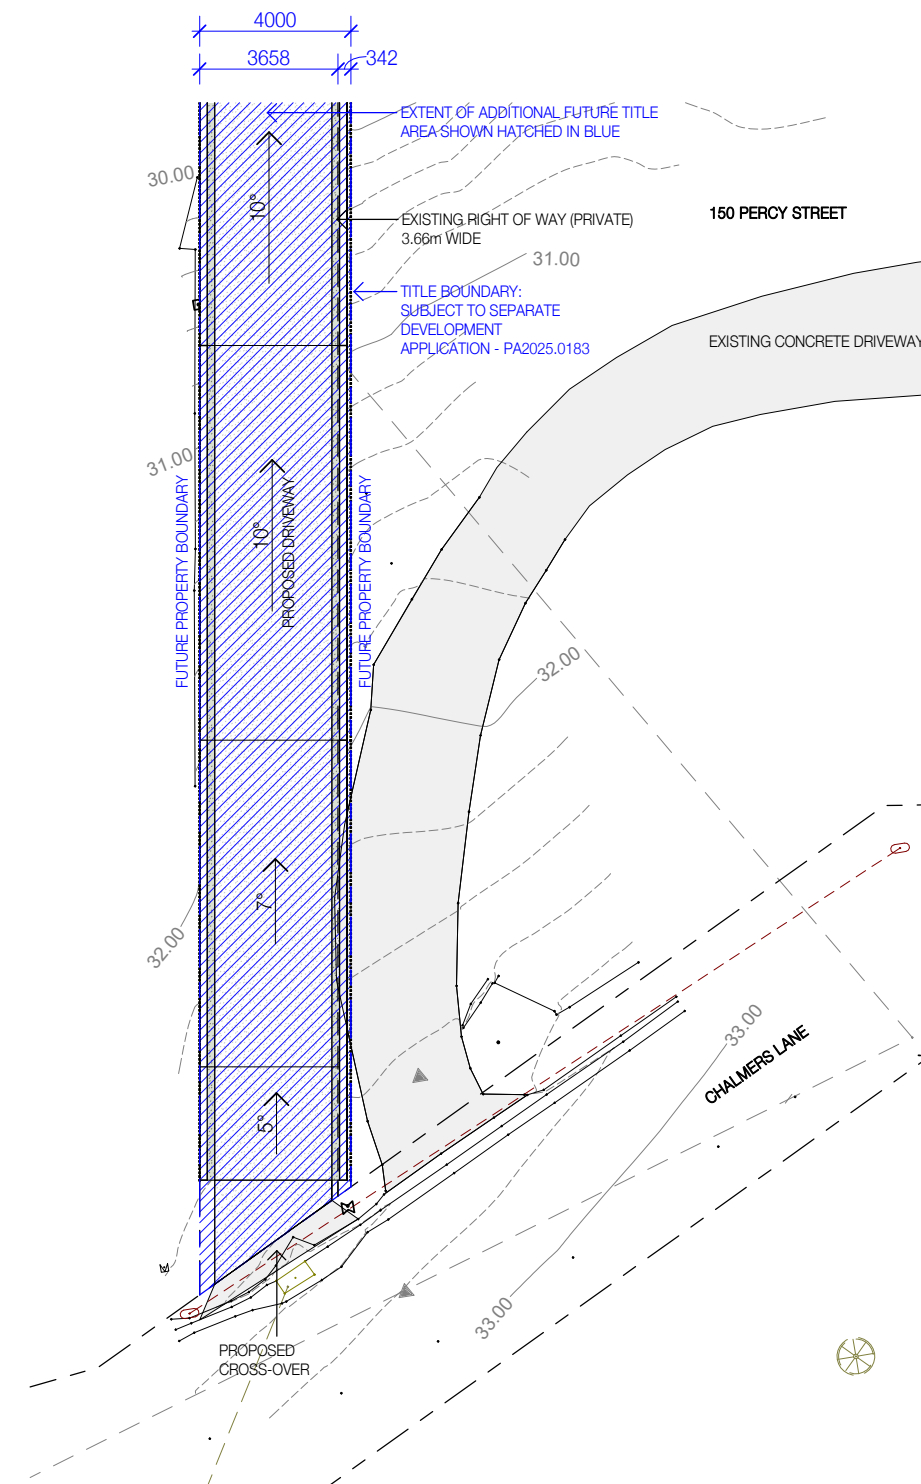 4000
3658
342
EXTENT OF ADDITIONAL FUTURE TITLE
AREA SHOWN HATCHED IN BLUE
30.00
10°
EXISTING RIGHT OF WAY (PRIVATE)
3.66m WIDE
150 PERCY STREET
31.00
TITLE BOUNDARY:
SUBJECT TO SEPARATE
DEVELOPMENT
APPLICATION - PA2025.0183
EXISTING CONCRETE DRIVEWAY
31.00
FUTURE PROPERTY BOUNDARY
10°
PROPOSED DRIVEWAY
FUTURE PROPERTY BOUNDARY
32.00
7°
32.00
33.00
CHALMERS LANE
5°
33.00
PROPOSED
CROSS-OVER